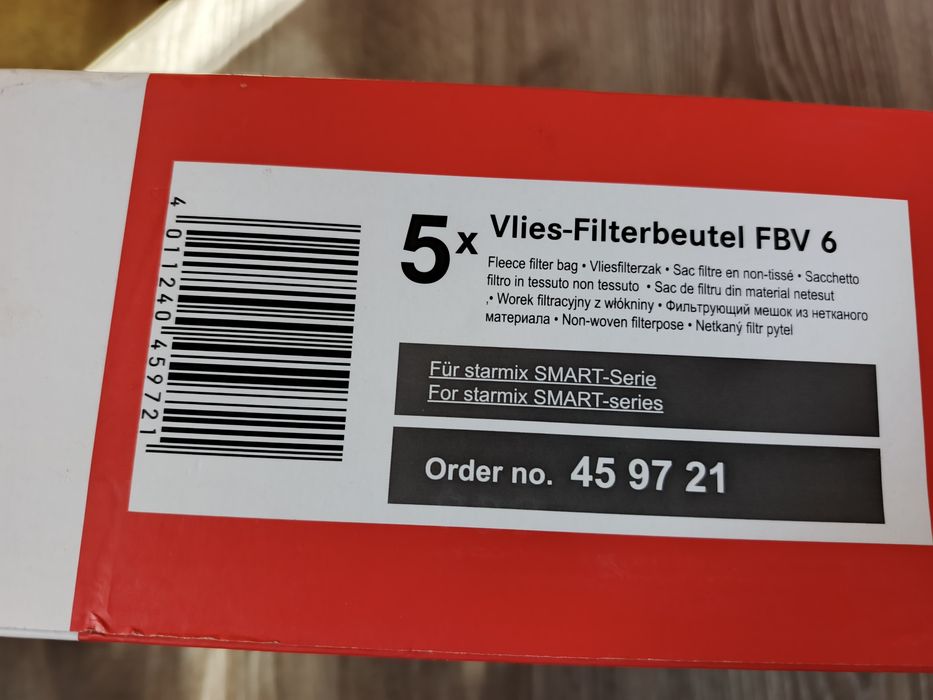 4 011240 459721
5x Vlies-Filterbeutel FBV 6
Fleece filter bag • Vliesfilterzak • Sac filtre en non-tissé • Sacchetto
filtro in tessuto non tessuto • Sac de filtru din material netesut
,• Worek filtracyjny z włókniny • Фильтрующий мешок из нетканого
материала • Non-woven filterpose • Netkaný filtr pytel
Für starmix SMART-Serie
For starmix SMART-series
Order no. 45 97 21